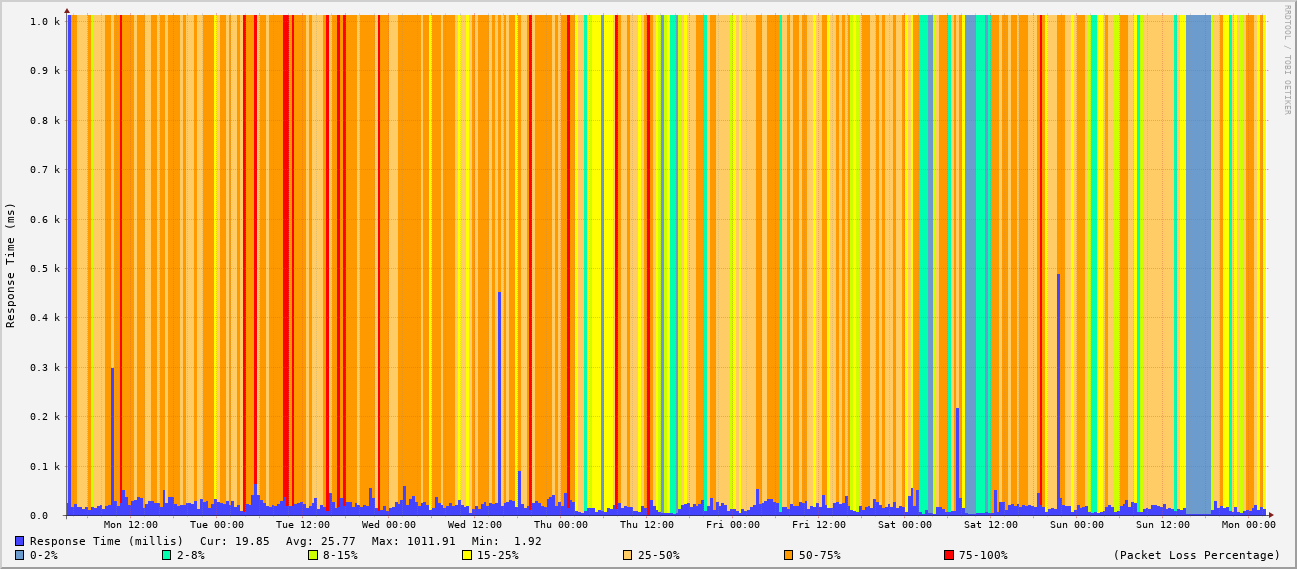 1.0 k
0.9 k
0.8 k
0.7 k
0.6 k
0.5 k
0.4 k
0.3 k
0.2 k
0.1 k
0.0
Response Time (ms)
RRDTOOL / TOBI OETIKER
Mon 12:00 Tue 00:00 Tue 12:00 Wed 00:00 Wed 12:00 Thu 00:00 Thu 12:00 Fri 00:00 Fri 12:00 Sat 00:00 Sat 12:00 Sun 00:00 Sun 12:00 Mon 00:00
Response Time (millis) Cur: 19.85 Avg: 25.77 Max: 1011.91 Min: 1.92
0-2% 2-8% 8-15% 15-25% 25-50% 50-75% 75-100% (Packet Loss Percentage)